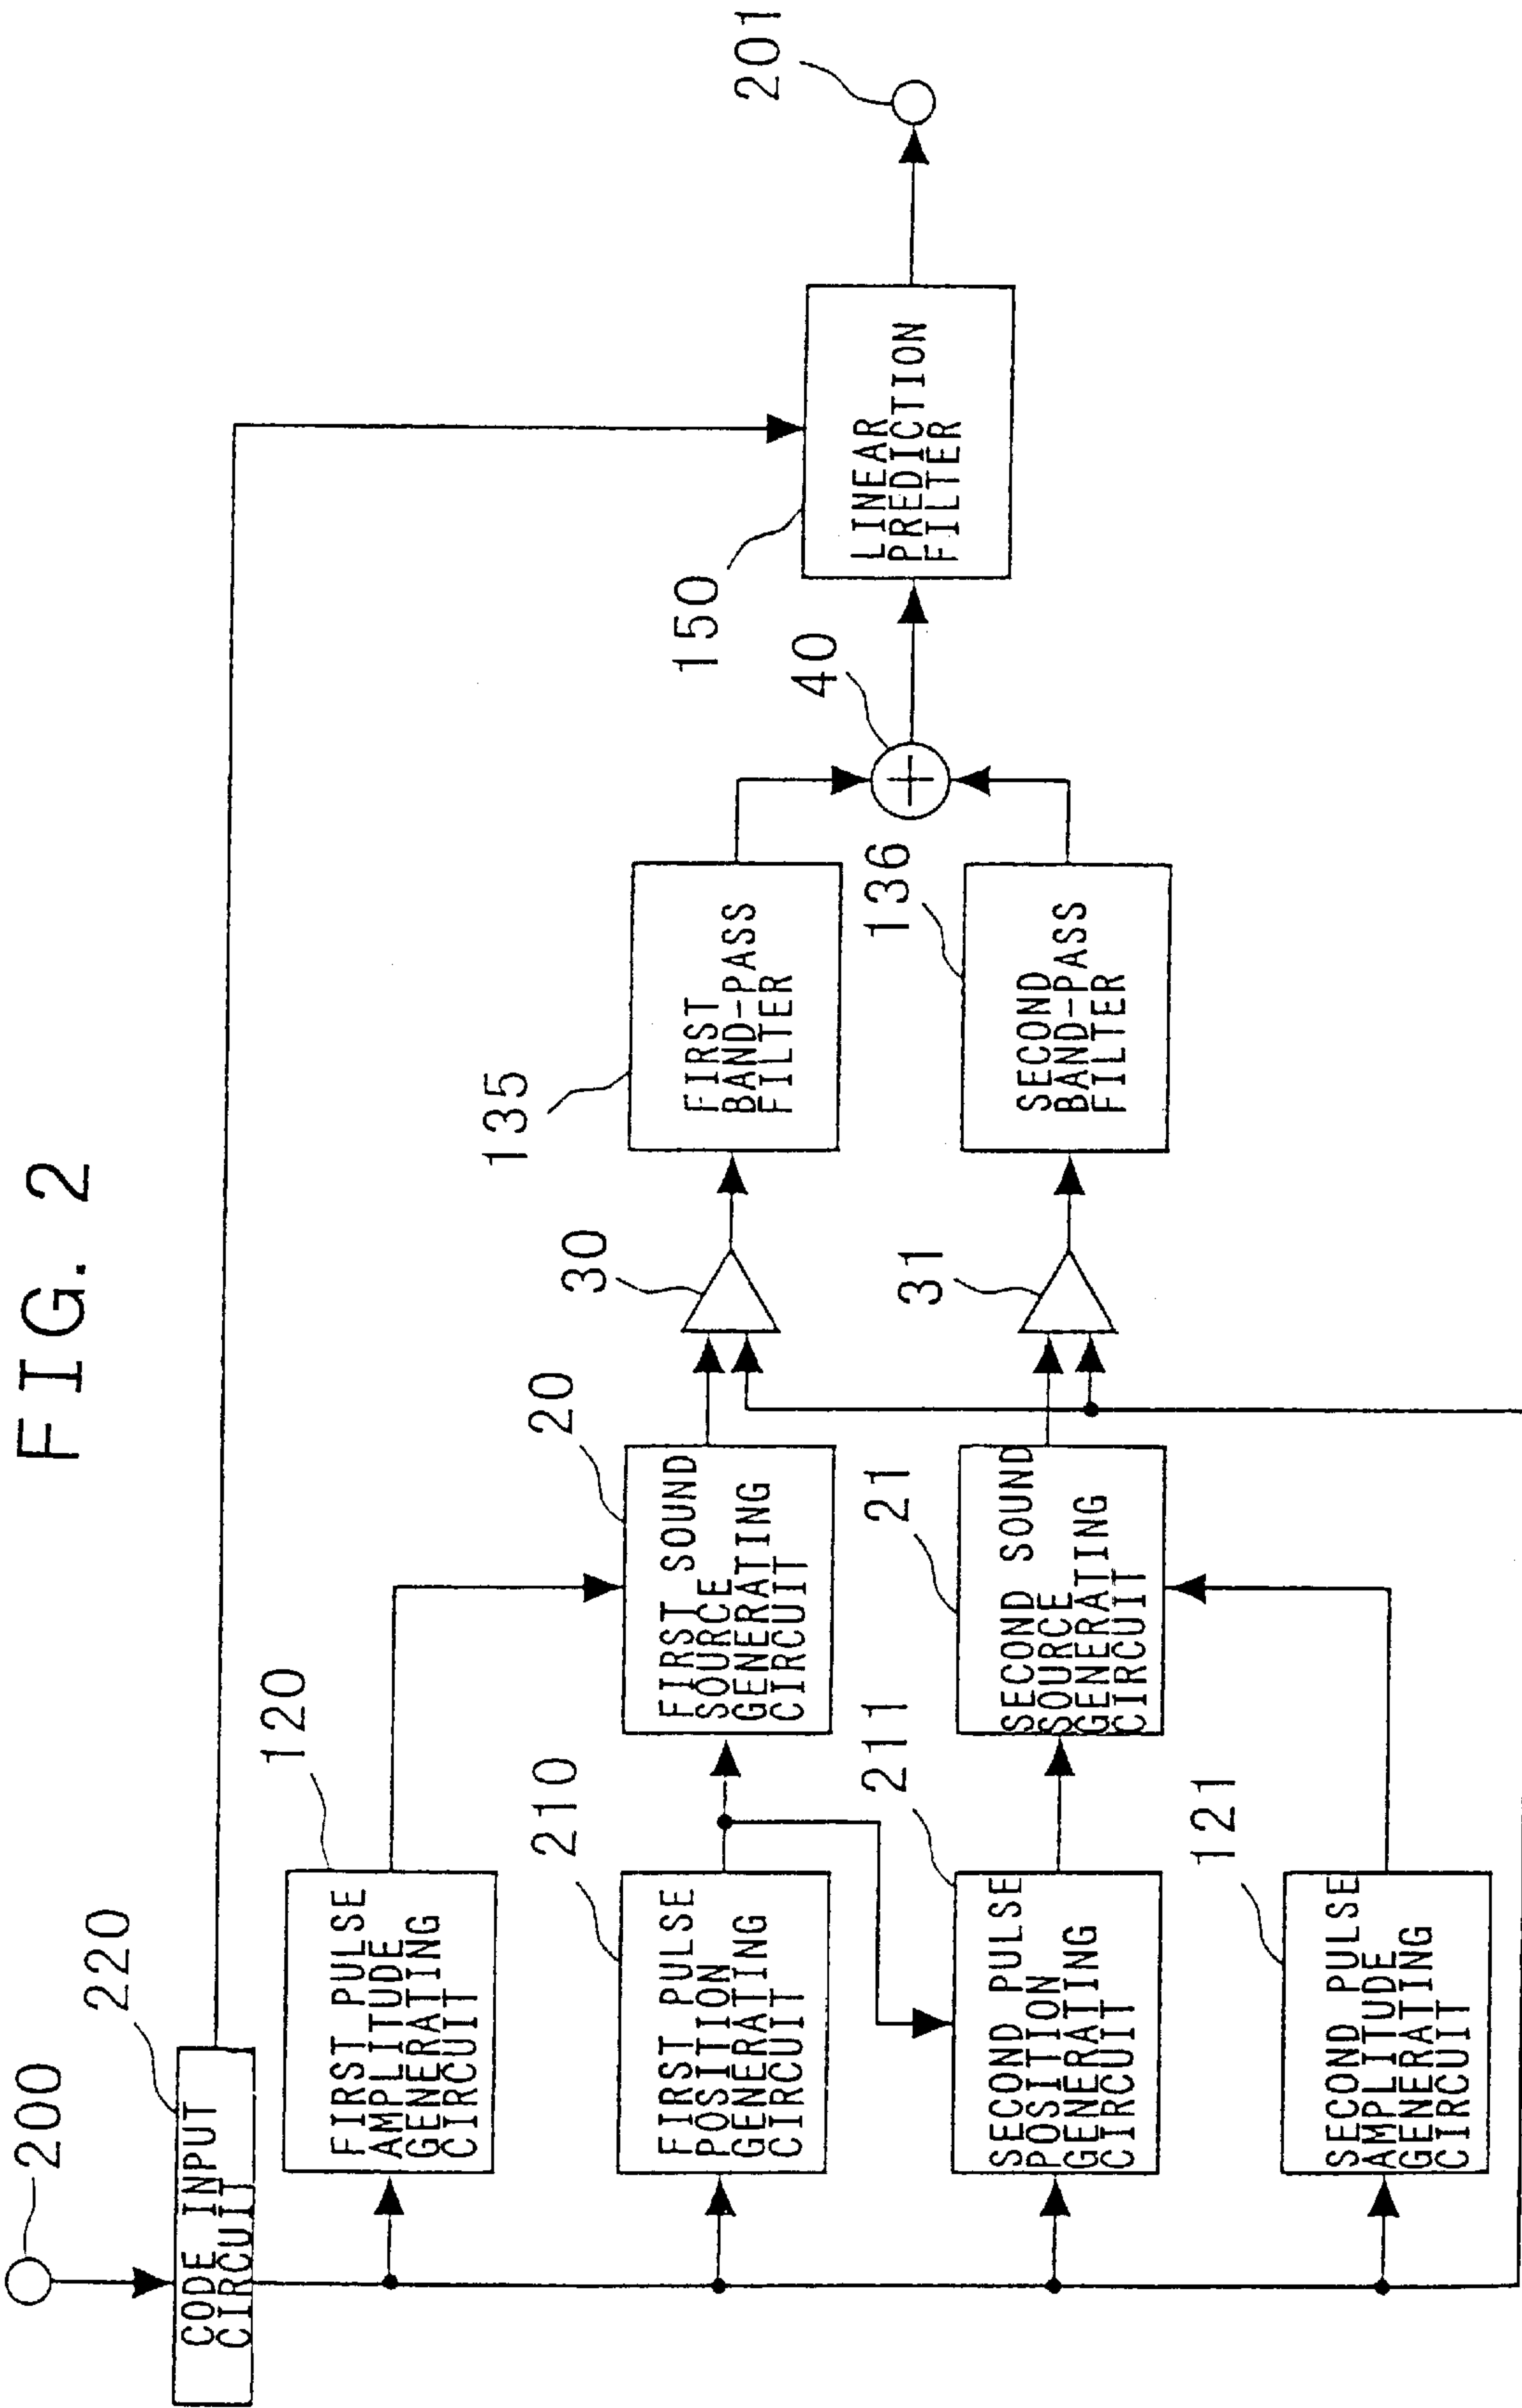 FIG. 2
200
220
CODE INPUT
CIRCUIT
120
FIRST PULSE
AMPLITUDE
GENERATING
CIRCUIT
210
FIRST PULSE
POSITION
GENERATING
CIRCUIT
211
SECOND PULSE
POSITION
GENERATING
CIRCUIT
121
SECOND PULSE
AMPLITUDE
GENERATING
CIRCUIT
20
FIRST SOUND
SOURCE
GENERATING
CIRCUIT
21
SECOND SOUND
SOURCE
GENERATING
CIRCUIT
30
31
135
FIRST
BAND-PASS
FILTER
136
SECOND
BAND-PASS
FILTER
40
150
LINEAR
PREDICTION
FILTER
201